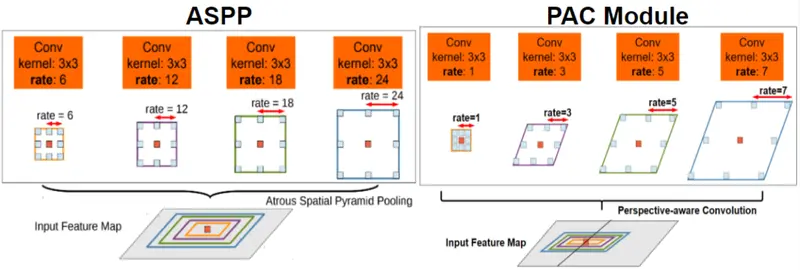 ASPP
Conv
kernel: 3x3
rate: 6
Conv
kernel: 3x3
rate: 12
Conv
kernel: 3x3
rate: 18
Conv
kernel: 3x3
rate: 24
rate = 6
rate = 12
rate = 18
rate = 24
Atrous Spatial Pyramid Pooling
Input Feature Map
PAC Module
Conv
kernel: 3x3
rate: 1
Conv
kernel: 3x3
rate: 3
Conv
kernel: 3x3
rate: 5
Conv
kernel: 3x3
rate: 7
rate=1
rate=3
rate=5
rate=7
Perspective-aware Convolution
Input Feature Map